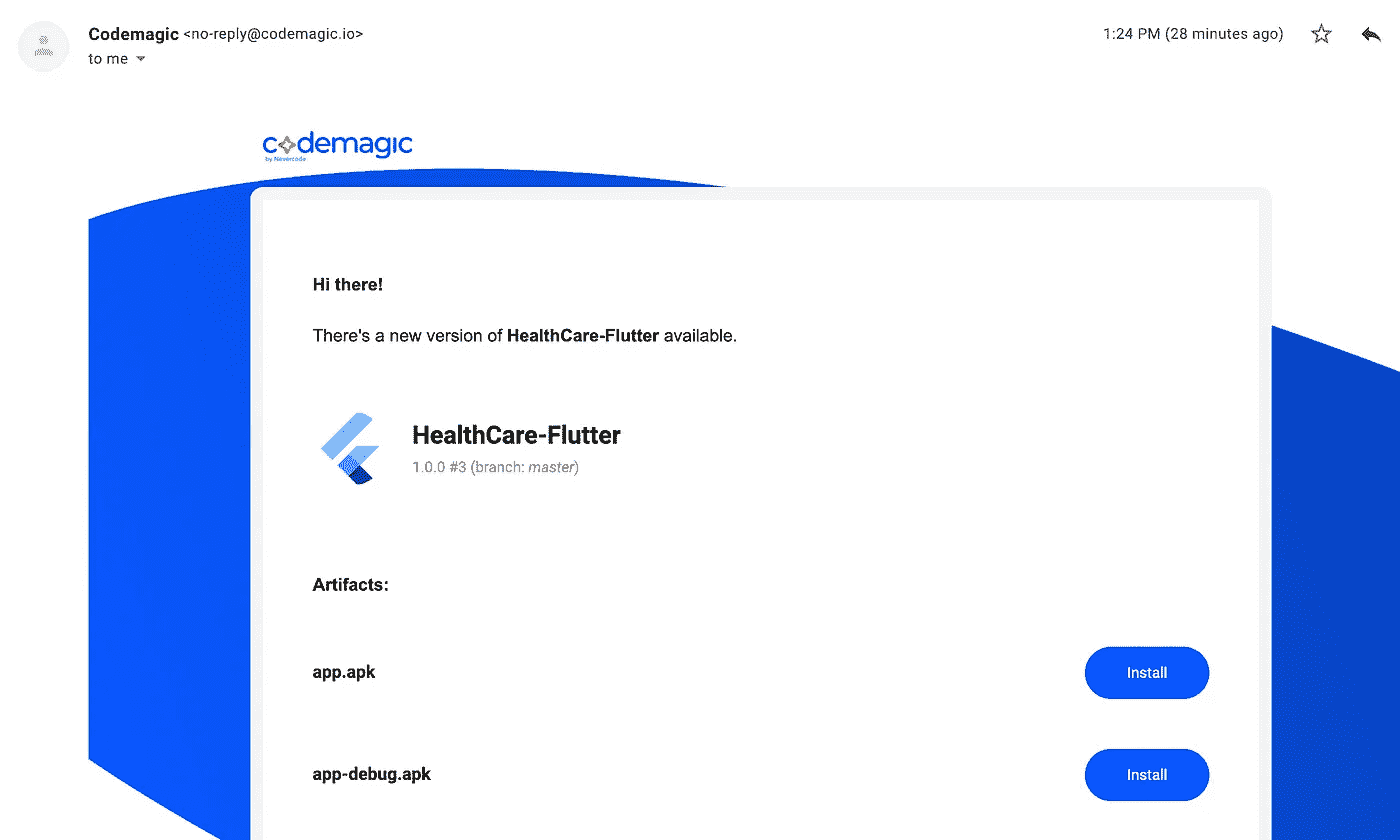 Codemagic <no-reply@codemagic.io>
1:24 PM (28 minutes ago)
to me
codemagic
by Nevercode
Hi there!
There's a new version of HealthCare-Flutter available.
HealthCare-Flutter
1.0.0 #3 (branch: master)
Artifacts:
app.apk
Install
app-debug.apk
Install